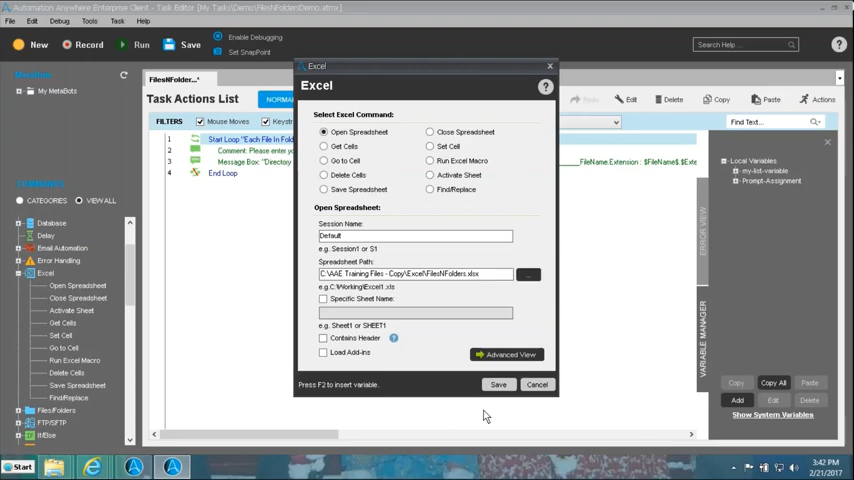 Automation Anywhere Enterprise Client - Task Editor [My Tasks\Demo\FilesNFoldersDemo.atmx]
File Edit Debug Tools Task Help
New Record Run Save
Enable Debugging
Set SnapPoint
Search Help ...
MetaBots
My MetaBots
FilesNFolder...*
Task Actions List
Edit Delete Copy Paste Actions
FILTERS Mouse Moves
Find Text...
1 Start Loop "Each File In Fold
2 Comment: Please enter yo
3 Message Box: "Directory
FileName.Extension : $FileName$.$Exte
4 End Loop
COMMANDS
CATEGORIES VIEW ALL
Database
Delay
Email Automation
Error Handling
Excel
Open Spreadsheet
Close Spreadsheet
Activate Sheet
Get Cells
Set Cell
Go to Cell
Run Excel Macro
Delete Cells
Save Spreadsheet
Find/Replace
Files/Folders
FTP/SFTP
If/Else
Excel
Excel
Select Excel Command:
Open Spreadsheet Close Spreadsheet
Get Cells Set Cell
Go to Cell Run Excel Macro
Delete Cells Activate Sheet
Save Spreadsheet Find/Replace
Open Spreadsheet:
Session Name:
Default
e.g. Session1 or S1
Spreadsheet Path:
C:\AAE Training Files - Copy\Excel\FilesNFolders.xlsx ...
e.g.C:\Working\Excel1.xls
Specific Sheet Name:
e.g. Sheet1 or SHEET1
Contains Header
Load Add-ins
Advanced View
Press F2 to insert variable.
Save Cancel
ERROR VIEW
VARIABLE MANAGER
Local Variables
my-list-variable
Prompt-Assignment
Copy Copy All Paste
Add Edit Delete
Show System Variables
Start
3:42 PM
2/21/2017